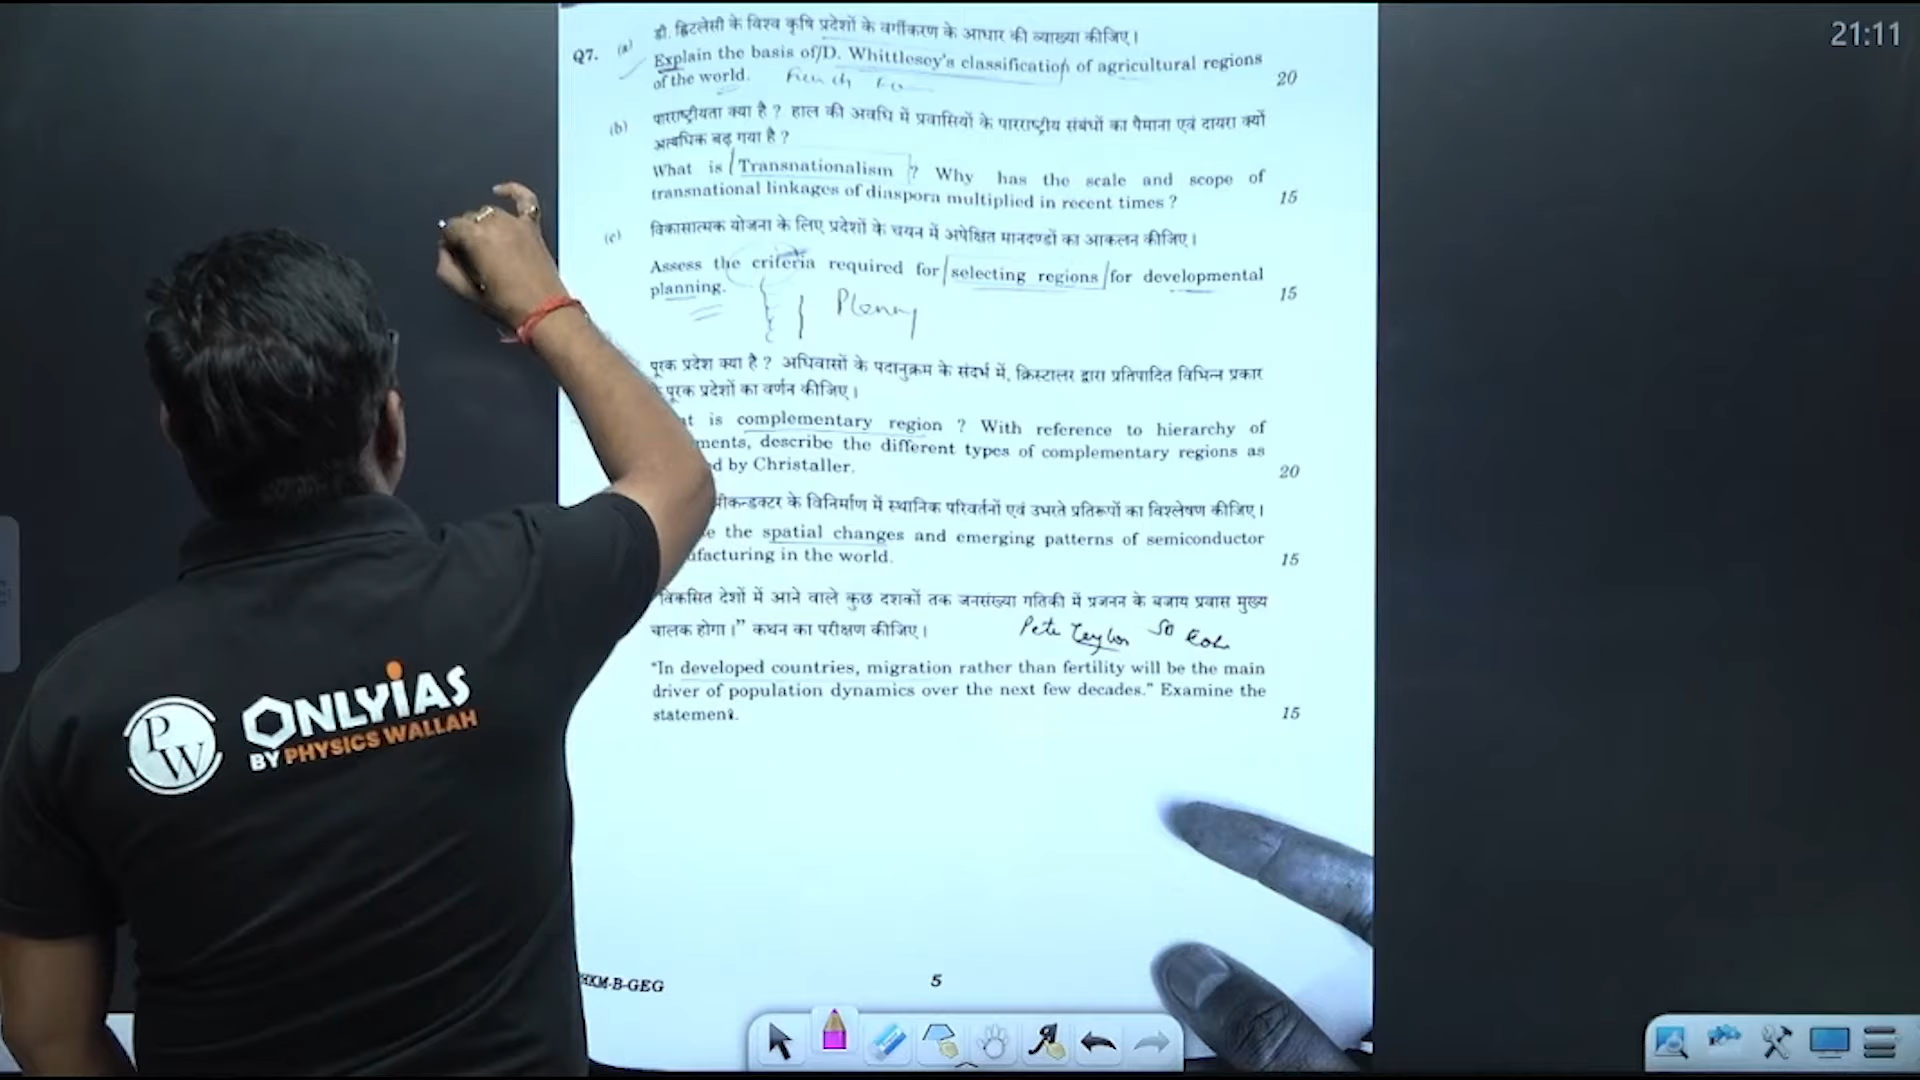 21:11
डी. ह्विटलेसी के विश्व कृषि प्रदेशों के वर्गीकरण के आधार की व्याख्या कीजिए।
Q7. (a) Explain the basis of D. Whittlesey's classification of agricultural regions
of the world. 20
(b) पारराष्ट्रीयता क्या है ? हाल की अवधि में प्रवासियों के पारराष्ट्रीय संबंधों का पैमाना एवं दायरा क्यों
अत्यधिक बढ़ गया है ?
What is Transnationalism ? Why has the scale and scope of
transnational linkages of diaspora multiplied in recent times ? 15
(c) विकासात्मक योजना के लिए प्रदेशों के चयन में अपेक्षित मानदण्डों का आकलन कीजिए।
Assess the criteria required for selecting regions for developmental
planning. 15
पूरक प्रदेश क्या है ? अधिवासों के पदानुक्रम के संदर्भ में, क्रिस्टालर द्वारा प्रतिपादित विभिन्न प्रकार
पूरक प्रदेशों का वर्णन कीजिए।
is complementary region ? With reference to hierarchy of
ments, describe the different types of complementary regions as
d by Christaller. 20
मीकन्डक्टर के विनिर्माण में स्थानिक परिवर्तनों एवं उभरते प्रतिरूपों का विश्लेषण कीजिए।
e the spatial changes and emerging patterns of semiconductor
ufacturing in the world. 15
विकसित देशों में आने वाले कुछ दशकों तक जनसंख्या गतिकी में प्रजनन के बजाय प्रवास मुख्य
चालक होगा।” कथन का परीक्षण कीजिए।
"In developed countries, migration rather than fertility will be the main
driver of population dynamics over the next few decades." Examine the
statement. 15
PW ONLYIAS
BY PHYSICS WALLAH
HKM-B-GEG 5